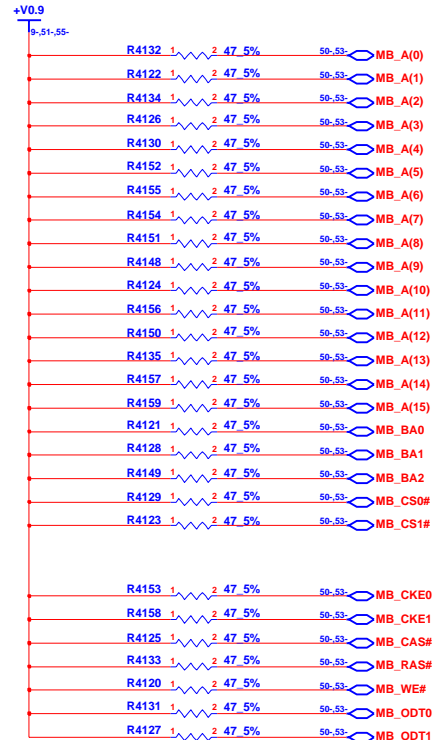 +V0.9
9-,51-,55-
R4132 1 2 47_5% 50-,53- MB_A(0)
R4122 1 2 47_5% 50-,53- MB_A(1)
R4134 1 2 47_5% 50-,53- MB_A(2)
R4126 1 2 47_5% 50-,53- MB_A(3)
R4130 1 2 47_5% 50-,53- MB_A(4)
R4152 1 2 47_5% 50-,53- MB_A(5)
R4155 1 2 47_5% 50-,53- MB_A(6)
R4154 1 2 47_5% 50-,53- MB_A(7)
R4151 1 2 47_5% 50-,53- MB_A(8)
R4148 1 2 47_5% 50-,53- MB_A(9)
R4124 1 2 47_5% 50-,53- MB_A(10)
R4156 1 2 47_5% 50-,53- MB_A(11)
R4150 1 2 47_5% 50-,53- MB_A(12)
R4135 1 2 47_5% 50-,53- MB_A(13)
R4157 1 2 47_5% 50-,53- MB_A(14)
R4159 1 2 47_5% 50-,53- MB_A(15)
R4121 1 2 47_5% 50-,53- MB_BA0
R4128 1 2 47_5% 50-,53- MB_BA1
R4149 1 2 47_5% 50-,53- MB_BA2
R4129 1 2 47_5% 50-,53- MB_CS0#
R4123 1 2 47_5% 50-,53- MB_CS1#
R4153 1 2 47_5% 50-,53- MB_CKE0
R4158 1 2 47_5% 50-,53- MB_CKE1
R4125 1 2 47_5% 50-,53- MB_CAS#
R4133 1 2 47_5% 50-,53- MB_RAS#
R4120 1 2 47_5% 50-,53- MB_WE#
R4131 1 2 47_5% 50-,53- MB_ODT0
R4127 1 2 47_5% 50-,53- MB_ODT1